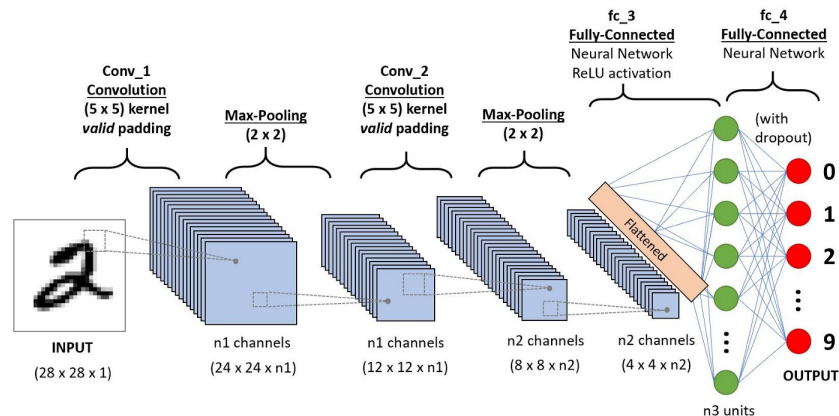 Conv_1
Convolution
(5 x 5) kernel
valid padding
Max-Pooling
(2 x 2)
Conv_2
Convolution
(5 x 5) kernel
valid padding
Max-Pooling
(2 x 2)
fc_3
Fully-Connected
Neural Network
ReLU activation
fc_4
Fully-Connected
Neural Network
(with
dropout)
2
INPUT
(28 x 28 x 1)
n1 channels
(24 x 24 x n1)
n1 channels
(12 x 12 x n1)
n2 channels
(8 x 8 x n2)
n2 channels
(4 x 4 x n2)
Flattened
n3 units
0
1
2
9
OUTPUT